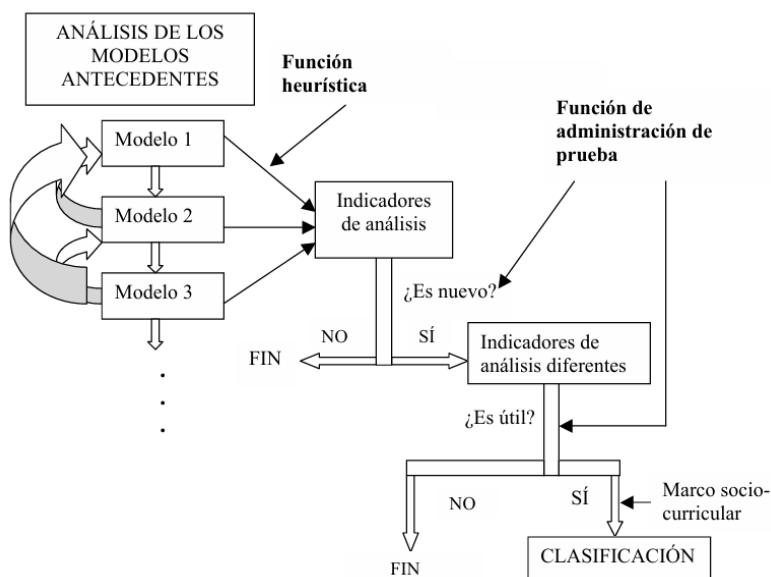 ANÁLISIS DE LOS
MODELOS
ANTECEDENTES
Función
heurística
Función de
administración de
prueba
Modelo 1
Modelo 2
Modelo 3
Indicadores
de análisis
¿Es nuevo?
NO
SÍ
FIN
Indicadores de
análisis diferentes
¿Es útil?
NO
SÍ
Marco socio-
curricular
FIN
CLASIFICACIÓN